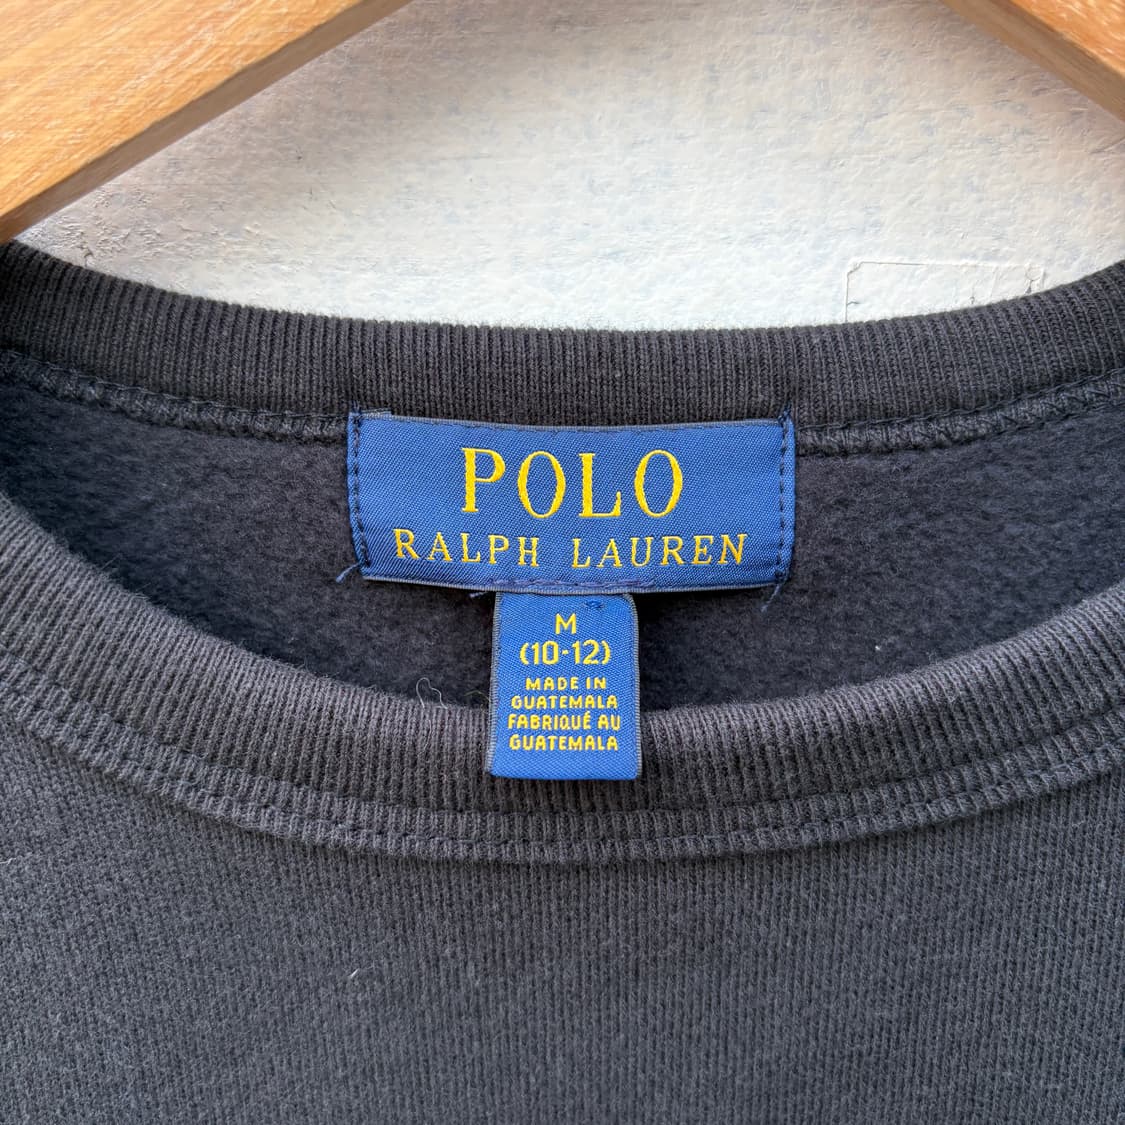 POLO
RALPH LAUREN
M
(10-12)
MADE IN
GUATEMALA
FABRIQUÉ AU
GUATEMALA